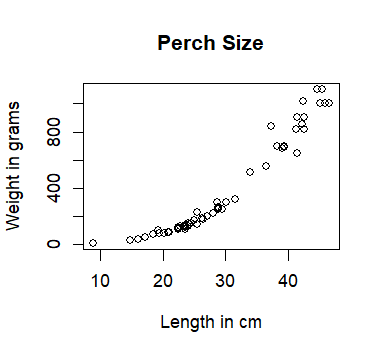 Perch Size
Weight in grams
800
400
0
10 20 30 40
Length in cm